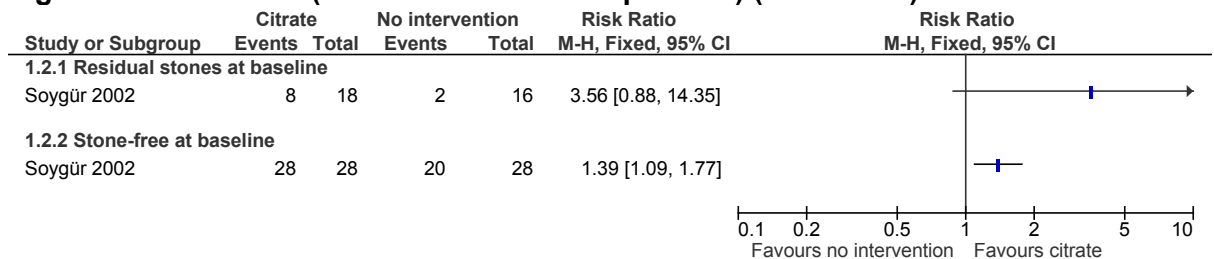 Citrate No intervention Risk Ratio Risk Ratio
Study or Subgroup Events Total Events Total M-H, Fixed, 95% CI M-H, Fixed, 95% CI
1.2.1 Residual stones at baseline
Soygür 2002 8 18 2 16 3.56 [0.88, 14.35]
1.2.2 Stone-free at baseline
Soygür 2002 28 28 20 28 1.39 [1.09, 1.77]
0.1 0.2 0.5 1 2 5 10
Favours no intervention Favours citrate